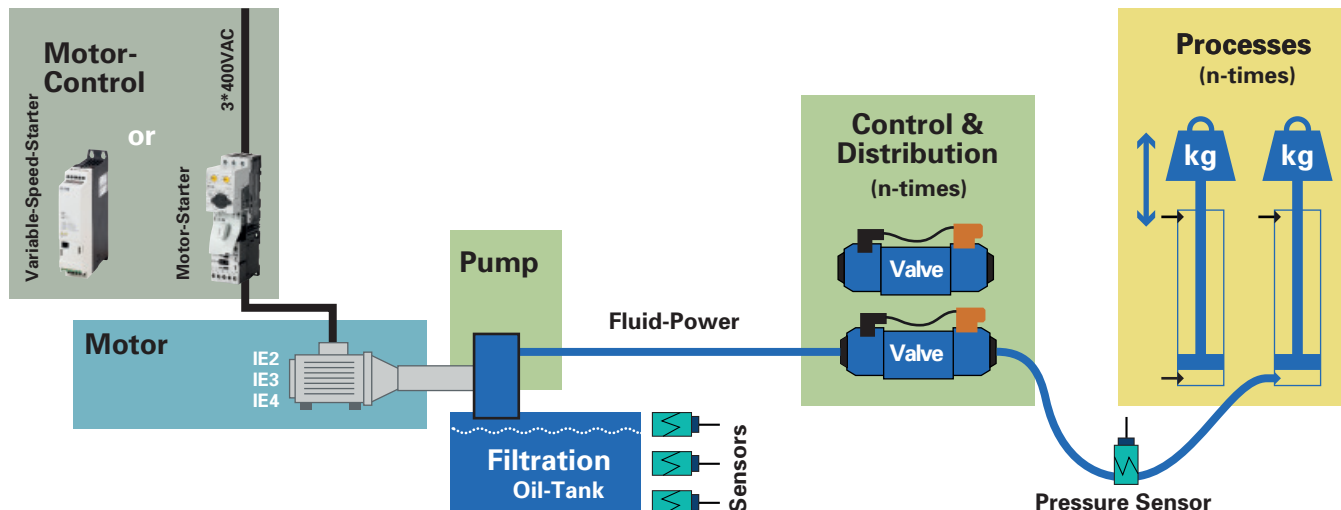 Motor-
Control
3*400VAC
or
Variable-Speed-Starter
Motor-Starter
Motor
IE2
IE3
IE4
Pump
Fluid-Power
Filtration
Oil-Tank
Sensors
Control &
Distribution
(n-times)
Valve
Valve
Processes
(n-times)
kg
kg
Pressure Sensor